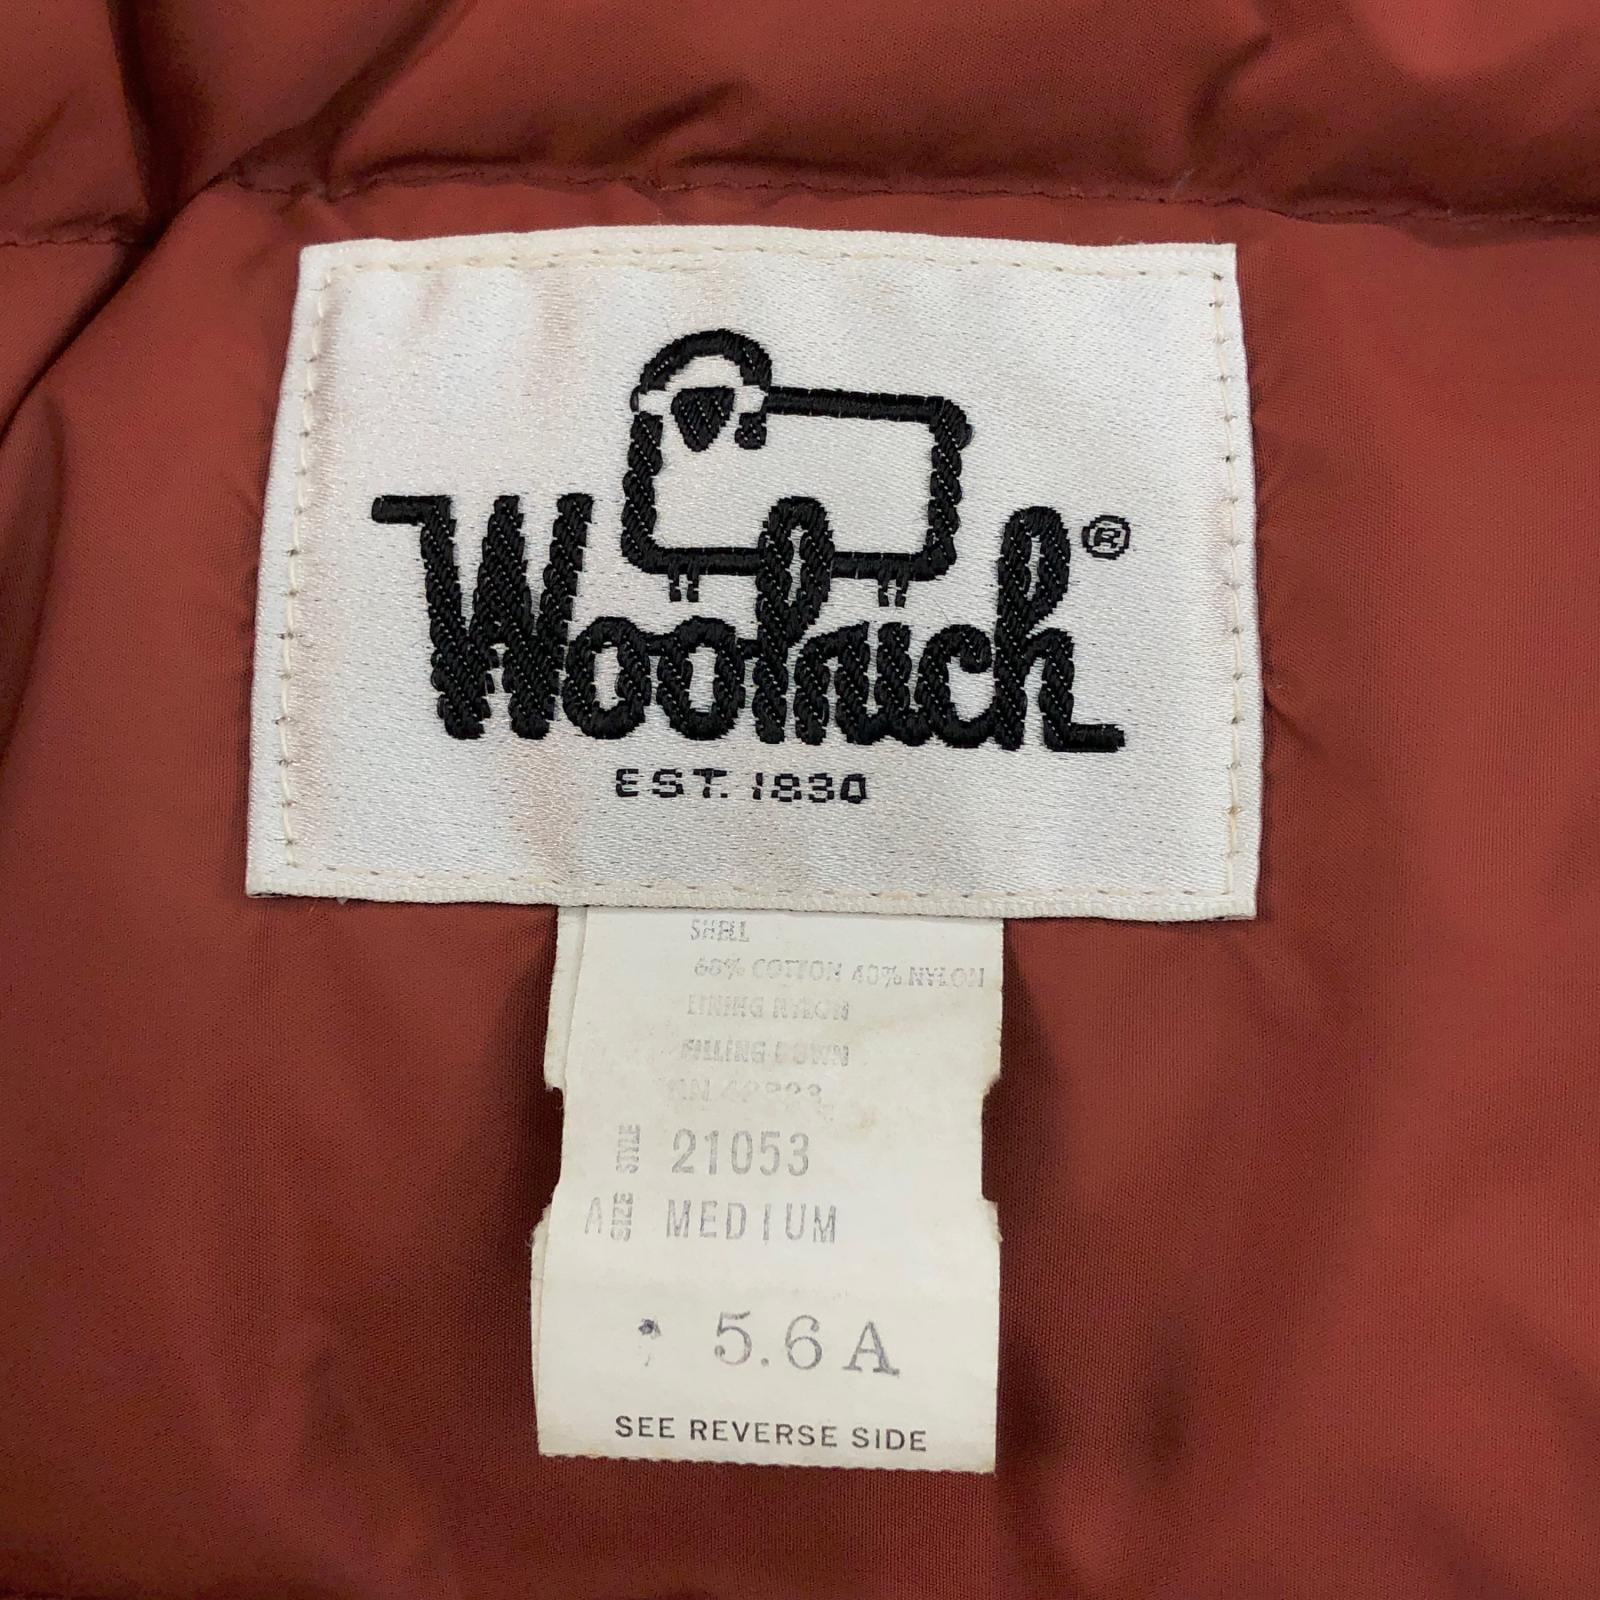 Woolrich ®
EST. 1830
SHELL
60% COTTON 40% NYLON
LINING NYLON
FILLING DOWN
STYLE 21053
A SIZE MEDIUM
5.6 A
SEE REVERSE SIDE